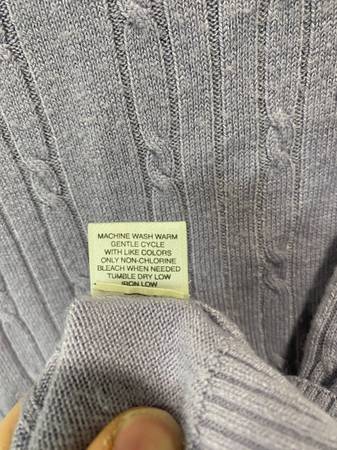 MACHINE WASH WARM
GENTLE CYCLE
WITH LIKE COLORS
ONLY NON-CHLORINE
BLEACH WHEN NEEDED
TUMBLE DRY LOW
IRON LOW